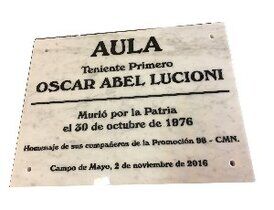 AULA
Teniente Primero
OSCAR ABEL LUCIONI
Murió por la Patria
el 30 de octubre de 1976
Homenaje de sus compañeros de la Promoción 98 - CMN.
Campo de Mayo, 2 de noviembre de 2016